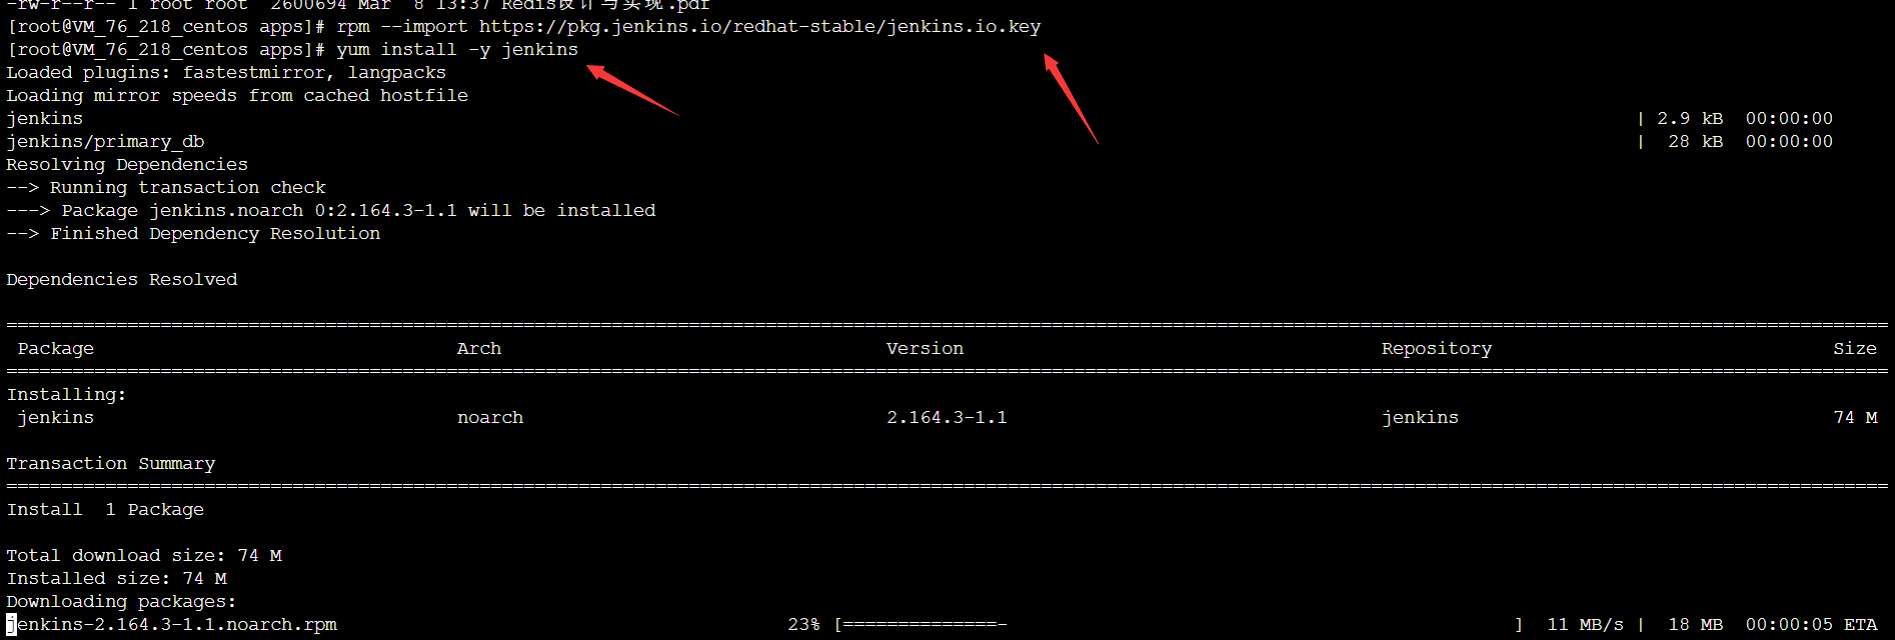 -rw-r--r-- 1 root root  2600694 Mar  8 13:37 Redis设计与实现.pdf
[root@VM_76_218_centos apps]# rpm --import https://pkg.jenkins.io/redhat-stable/jenkins.io.key
[root@VM_76_218_centos apps]# yum install -y jenkins
Loaded plugins: fastestmirror, langpacks
Loading mirror speeds from cached hostfile
jenkins | 2.9 kB  00:00:00
jenkins/primary_db |  28 kB  00:00:00
Resolving Dependencies
--> Running transaction check
---> Package jenkins.noarch 0:2.164.3-1.1 will be installed
--> Finished Dependency Resolution
Dependencies Resolved
Package Arch Version Repository Size
Installing:
jenkins noarch 2.164.3-1.1 jenkins 74 M
Transaction Summary
Install  1 Package
Total download size: 74 M
Installed size: 74 M
Downloading packages:
jenkins-2.164.3-1.1.noarch.rpm 23% [==============- ] 11 MB/s |  18 MB  00:00:05 ETA